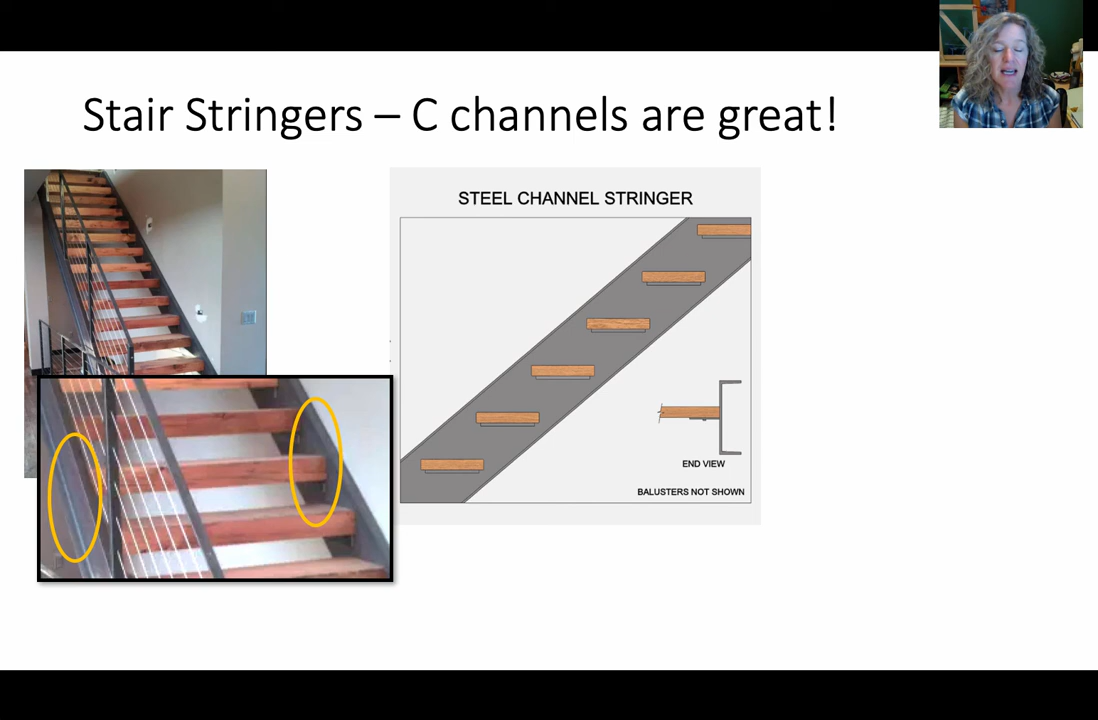 Stair Stringers – C channels are great!
STEEL CHANNEL STRINGER
END VIEW
BALUSTERS NOT SHOWN